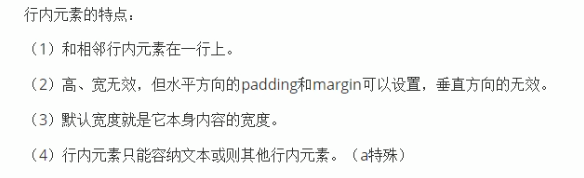 行内元素的特点：
（1）和相邻行内元素在一行上。
（2）高、宽无效，但水平方向的padding和margin可以设置，垂直方向的无效。
（3）默认宽度就是它本身内容的宽度。
（4）行内元素只能容纳文本或则其他行内元素。（a特殊）